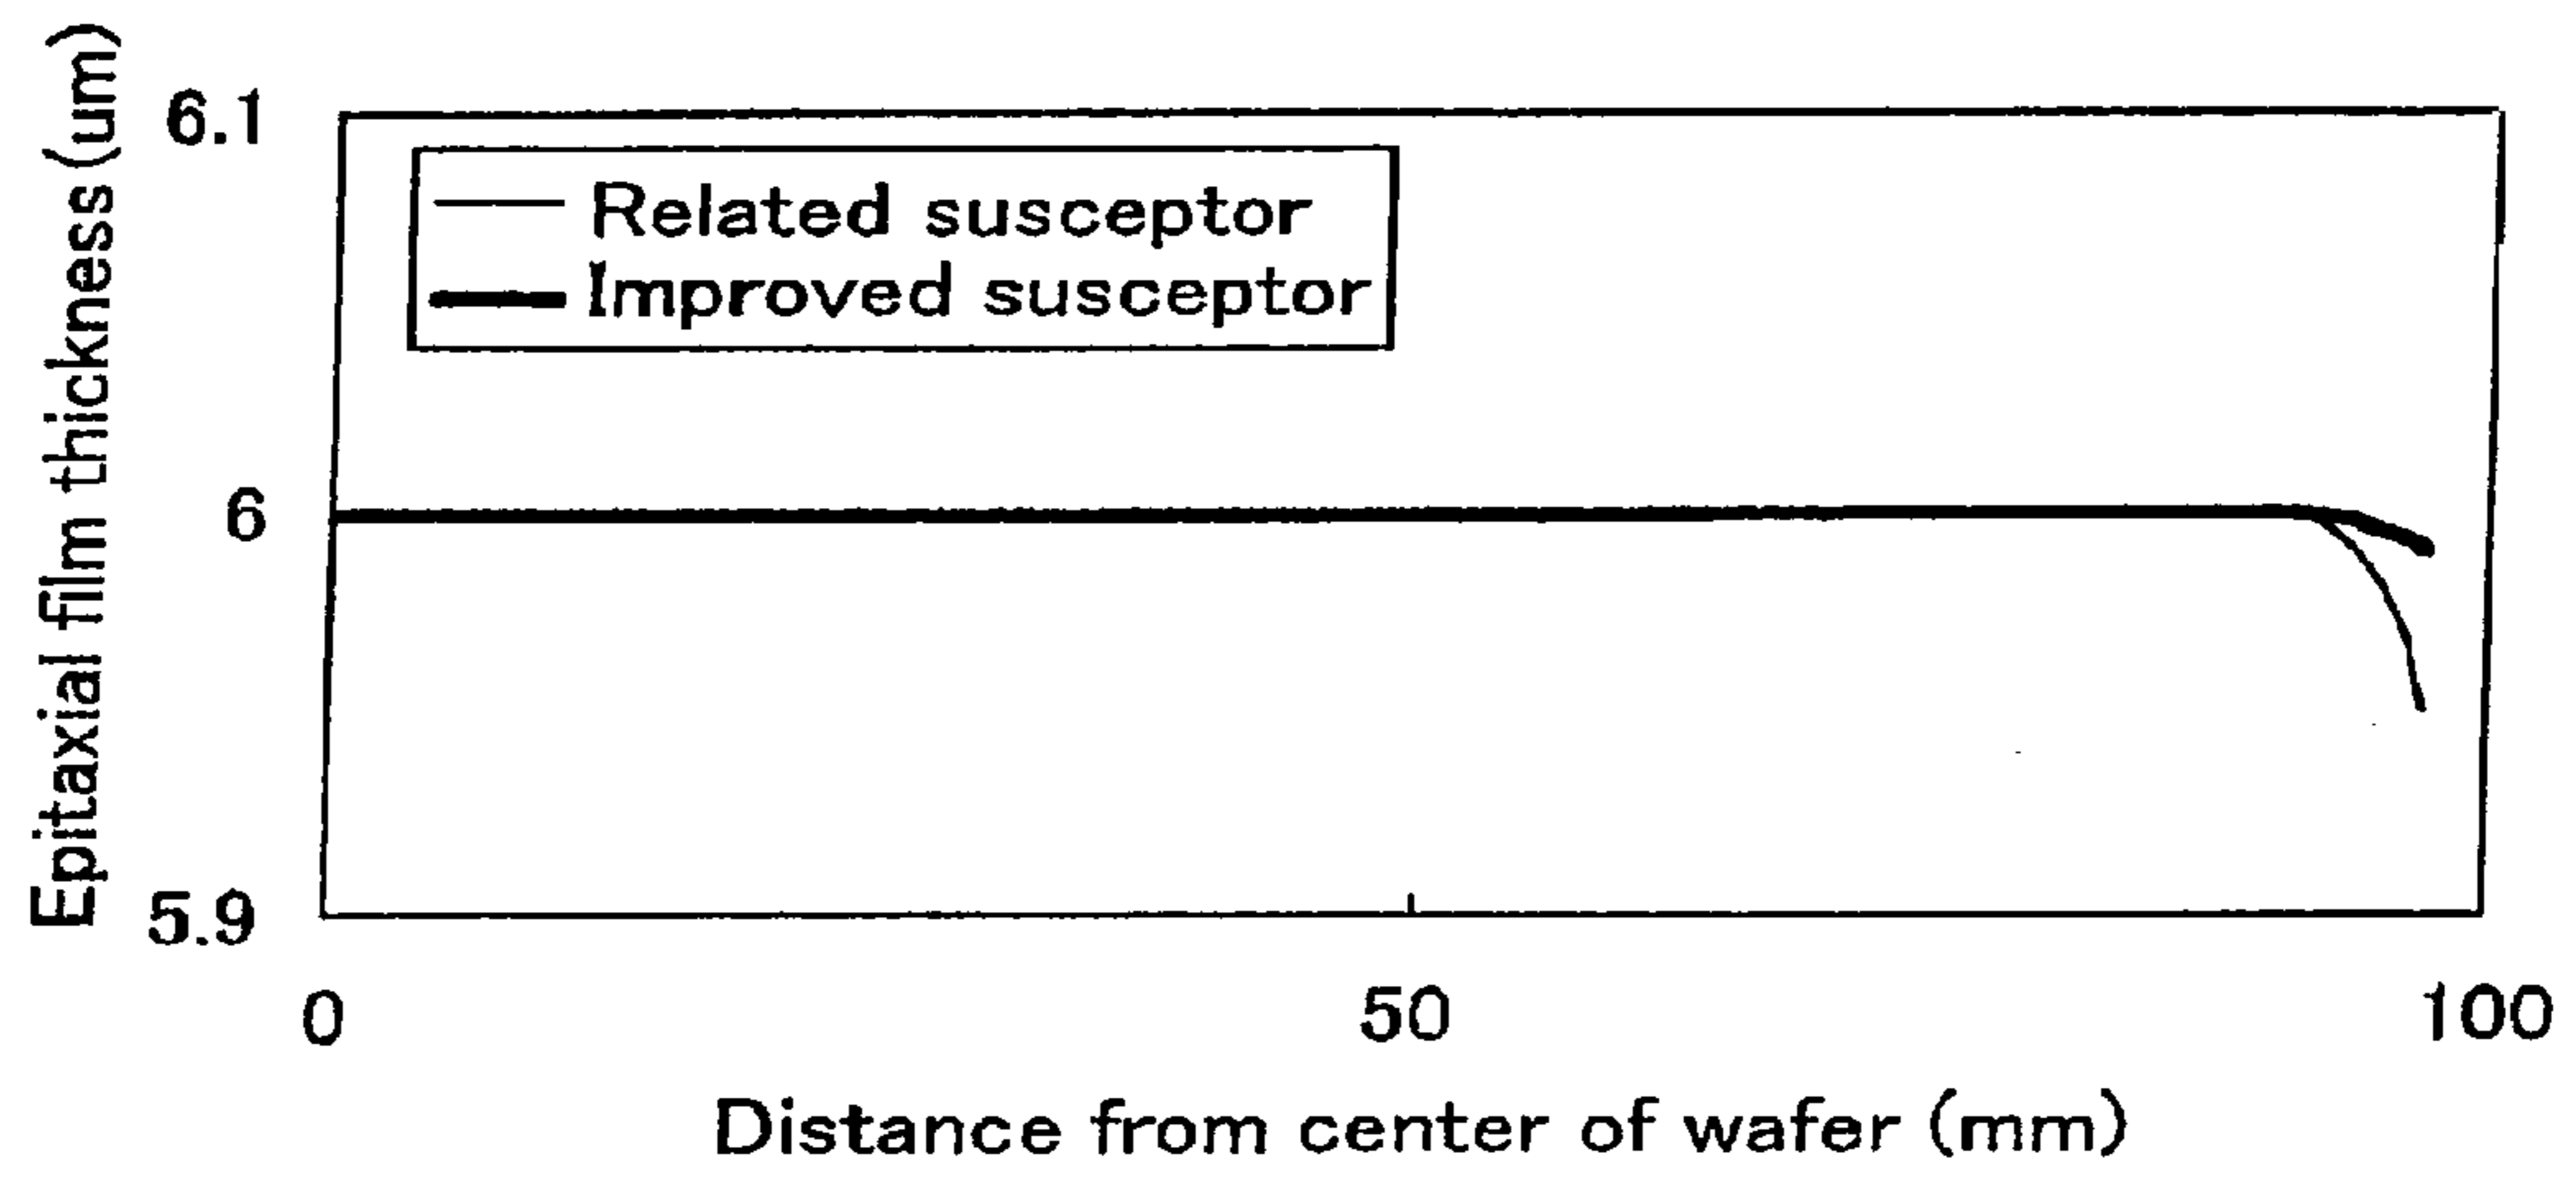 Epitaxial film thickness(um)
6.1
6
5.9
Related susceptor
Improved susceptor
0
50
100
Distance from center of wafer (mm)